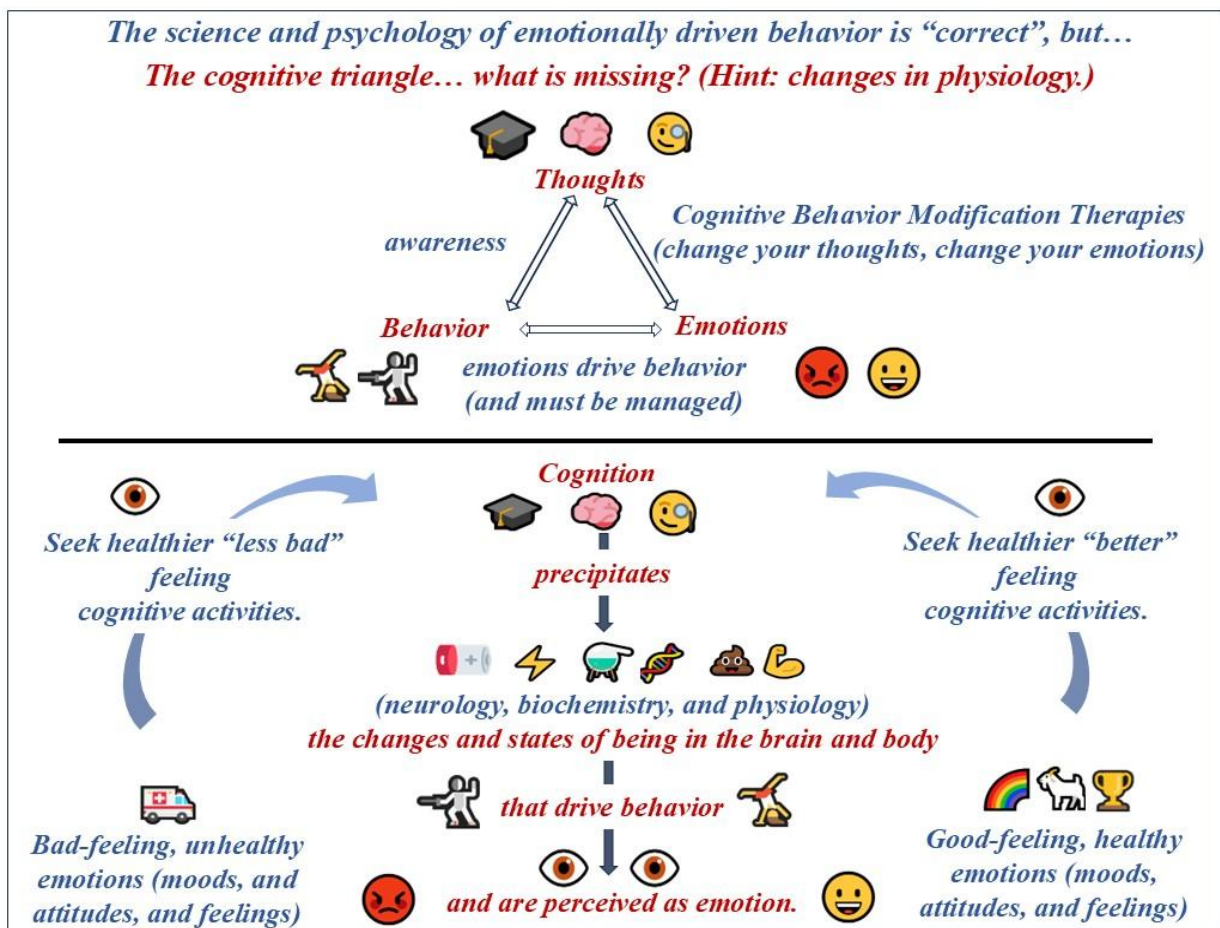 The science and psychology of emotionally driven behavior is “correct”, but…
The cognitive triangle… what is missing? (Hint: changes in physiology.)
Thoughts
awareness
Cognitive Behavior Modification Therapies
(change your thoughts, change your emotions)
Behavior
Emotions
emotions drive behavior
(and must be managed)
Cognition
Seek healthier “less bad”
feeling
cognitive activities.
Seek healthier “better”
feeling
cognitive activities.
precipitates
(neurology, biochemistry, and physiology)
the changes and states of being in the brain and body
that drive behavior
Bad-feeling, unhealthy
emotions (moods, and
attitudes, and feelings)
Good-feeling, healthy
emotions (moods,
attitudes, and feelings)
and are perceived as emotion.